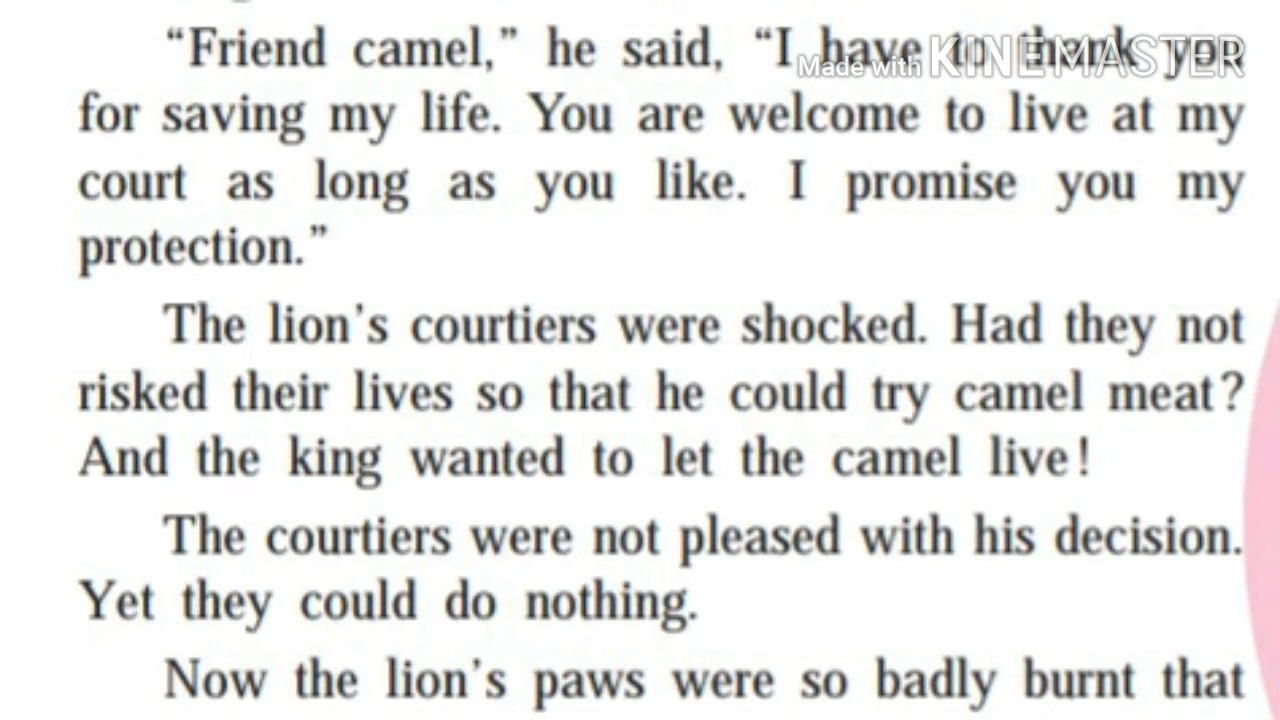 “Friend camel,” he said, “I have to thank you
Made with KINEMASTER
for saving my life. You are welcome to live at my
court as long as you like. I promise you my
protection.”
The lion’s courtiers were shocked. Had they not
risked their lives so that he could try camel meat?
And the king wanted to let the camel live!
The courtiers were not pleased with his decision.
Yet they could do nothing.
Now the lion’s paws were so badly burnt that